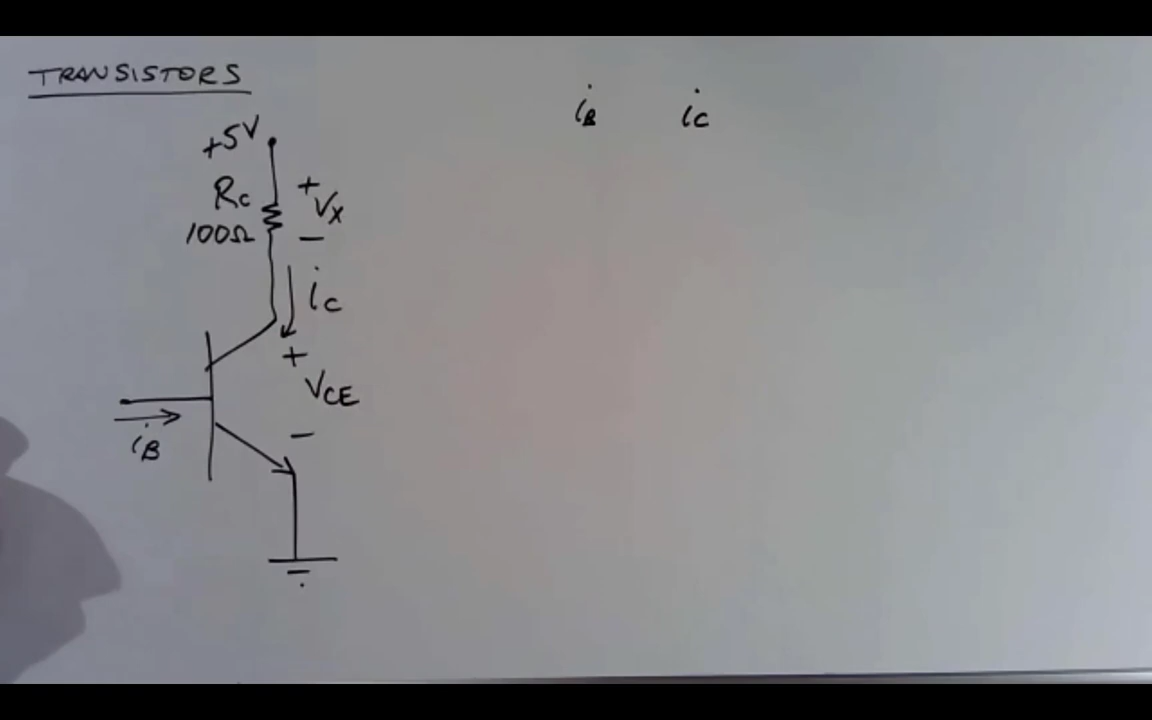 TRANSISTORS
iB iC
+5V
RC
100Ω
+
VX
−
iC
+
VCE
−
iB